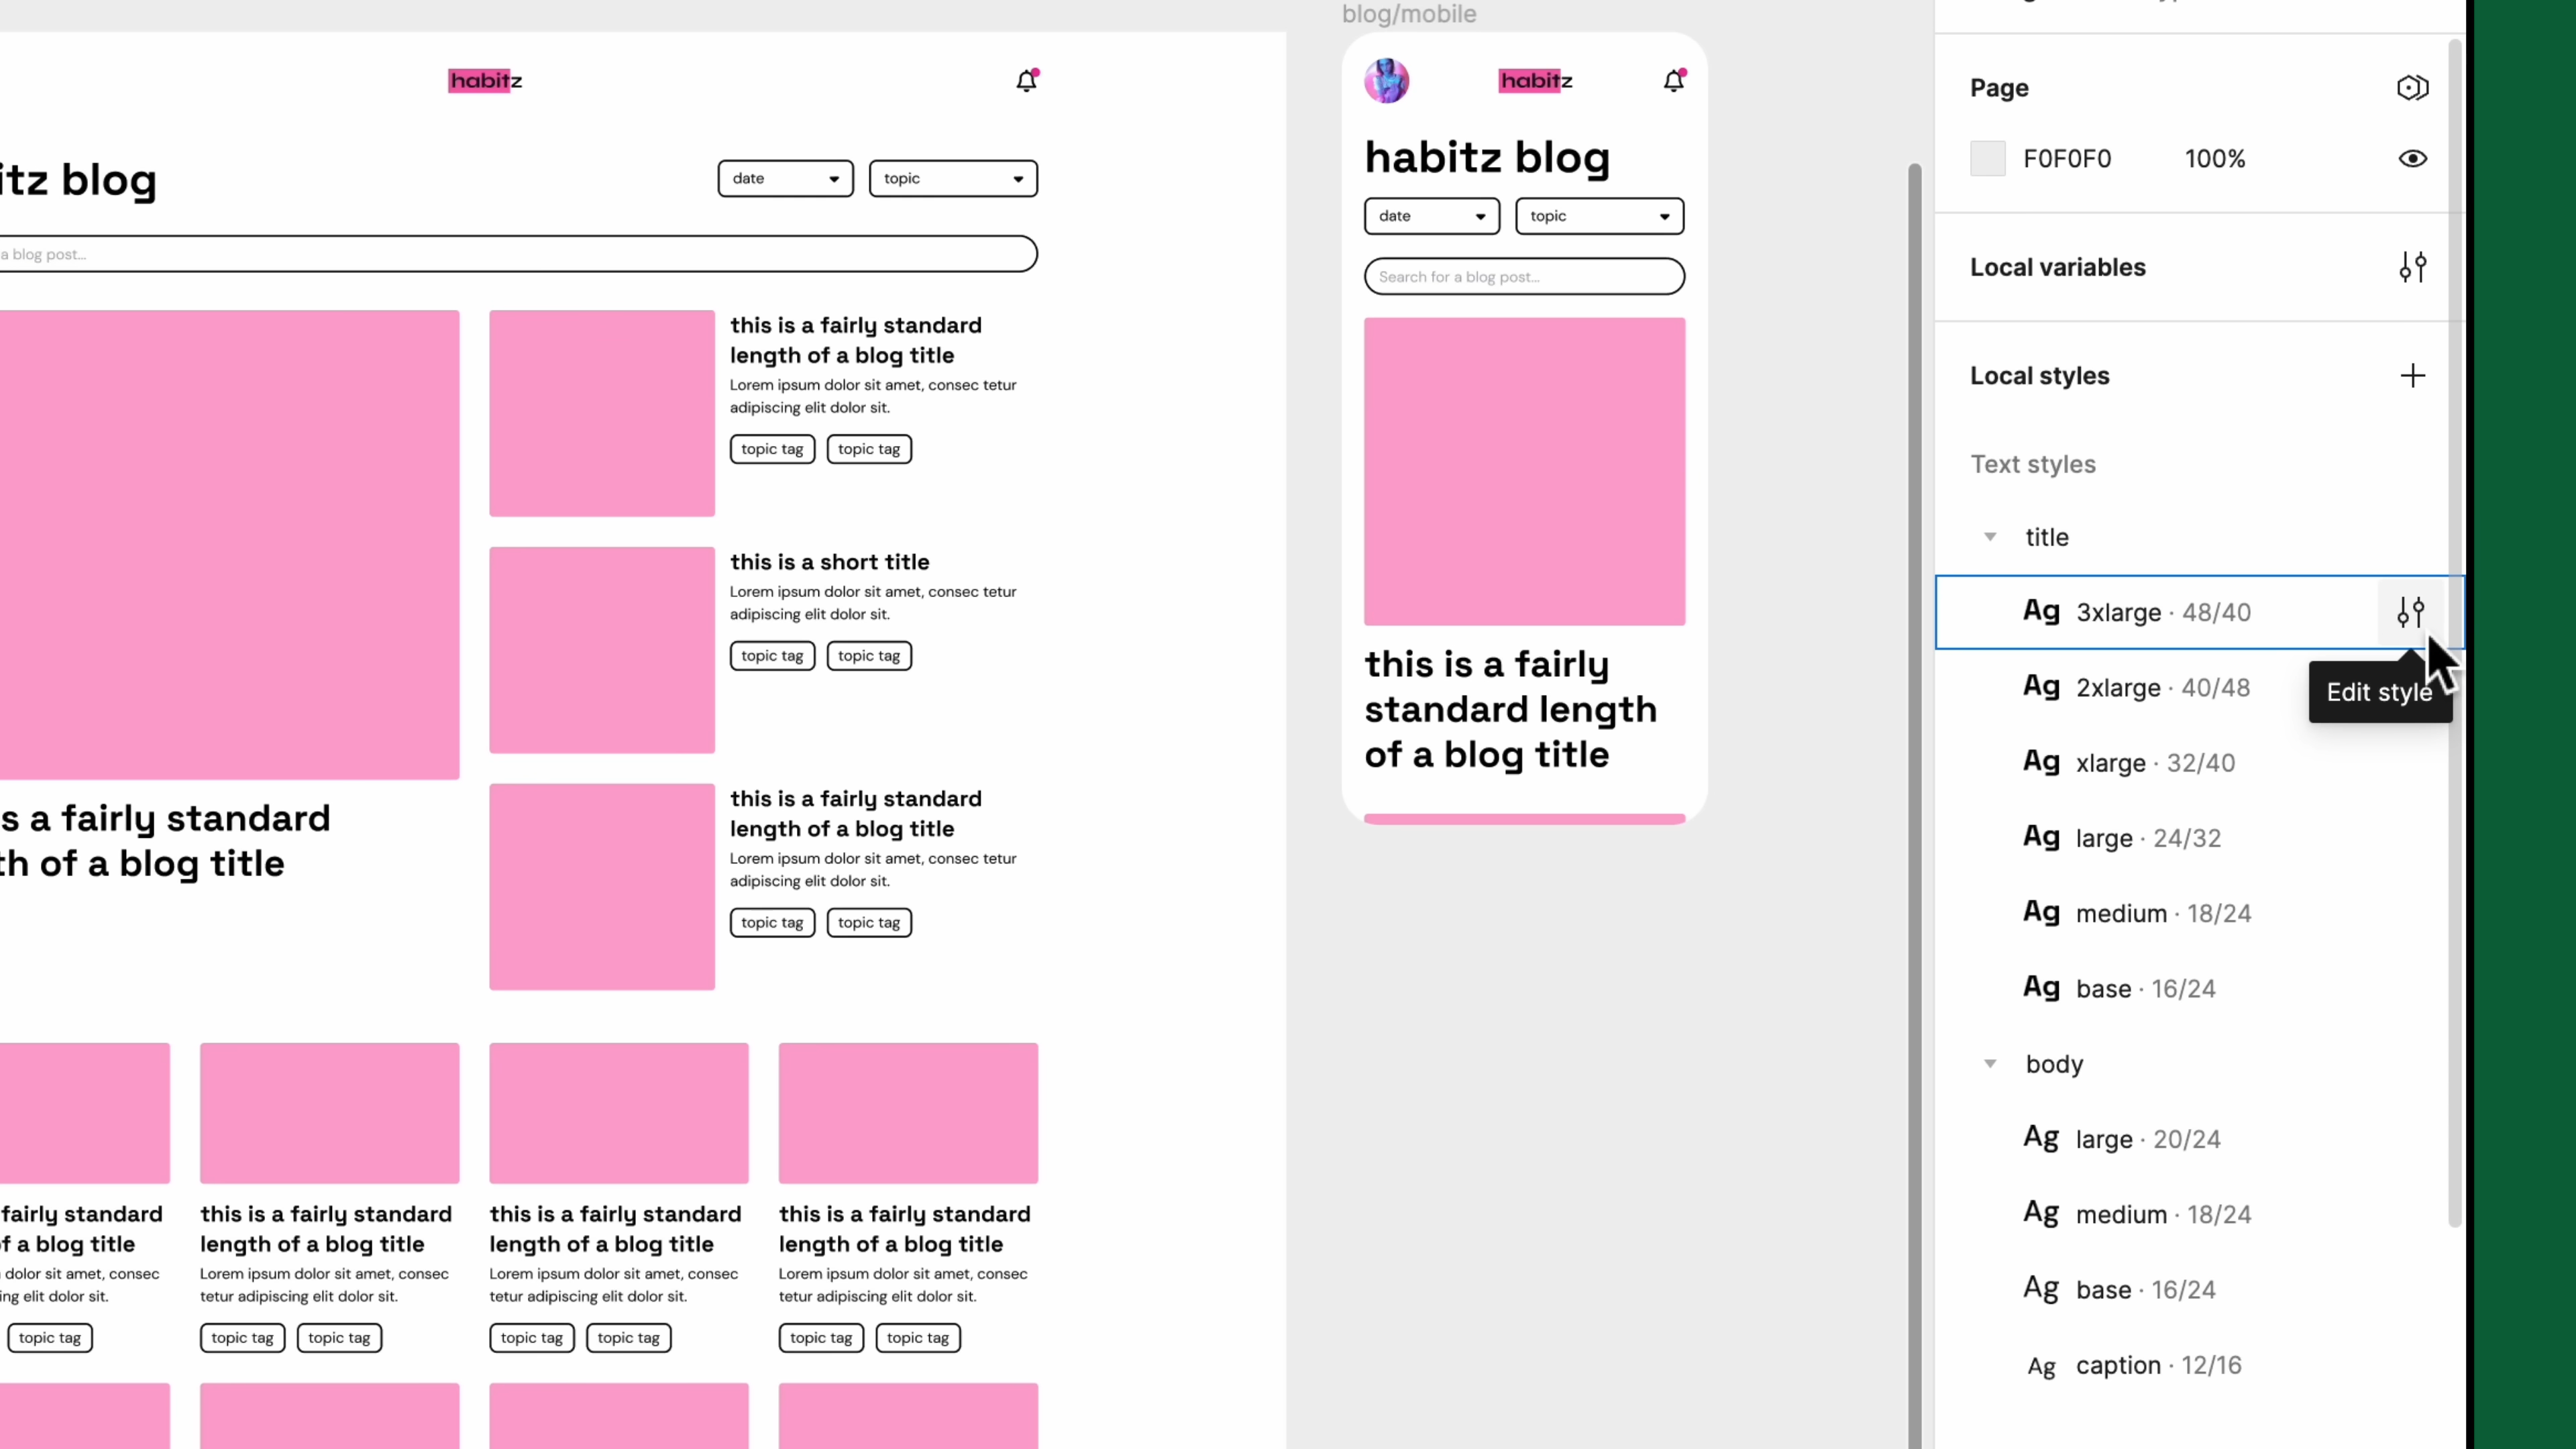 habitz
itz blog
date
topic
a blog post...
this is a fairly standard
length of a blog title
Lorem ipsum dolor sit amet, consec tetur
adipiscing elit dolor sit.
topic tag
topic tag
this is a short title
Lorem ipsum dolor sit amet, consec tetur
adipiscing elit dolor sit.
topic tag
topic tag
s a fairly standard
th of a blog title
this is a fairly standard
length of a blog title
Lorem ipsum dolor sit amet, consec tetur
adipiscing elit dolor sit.
topic tag
topic tag
fairly standard
f a blog title
dolor sit amet, consec
ing elit dolor sit.
topic tag
this is a fairly standard
length of a blog title
Lorem ipsum dolor sit amet, consec
tetur adipiscing elit dolor sit.
topic tag
topic tag
this is a fairly standard
length of a blog title
Lorem ipsum dolor sit amet, consec
tetur adipiscing elit dolor sit.
topic tag
topic tag
this is a fairly standard
length of a blog title
Lorem ipsum dolor sit amet, consec
tetur adipiscing elit dolor sit.
topic tag
topic tag
blog/mobile
habitz
habitz blog
date
topic
Search for a blog post...
this is a fairly
standard length
of a blog title
Page
F0F0F0 100%
Local variables
Local styles
Text styles
title
Ag 3xlarge · 48/40
Edit style
Ag 2xlarge · 40/48
Ag xlarge · 32/40
Ag large · 24/32
Ag medium · 18/24
Ag base · 16/24
body
Ag large · 20/24
Ag medium · 18/24
Ag base · 16/24
Ag caption · 12/16